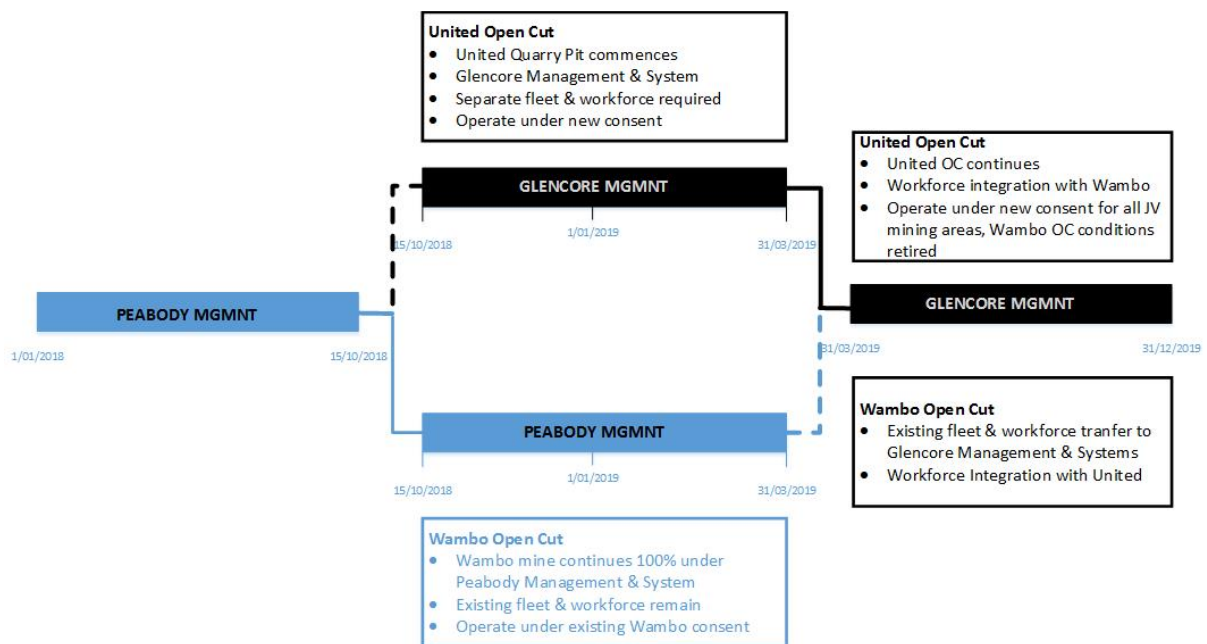 United Open Cut
• United Quarry Pit commences
• Glencore Management & System
• Separate fleet & workforce required
• Operate under new consent
United Open Cut
• United OC continues
• Workforce integration with Wambo
• Operate under new consent for all JV
mining areas, Wambo OC conditions
retired
GLENCORE MGMNT
15/10/2018
1/01/2019
31/03/2019
PEABODY MGMNT
1/01/2018
15/10/2018
GLENCORE MGMNT
31/03/2019
31/12/2019
PEABODY MGMNT
15/10/2018
1/01/2019
31/03/2019
Wambo Open Cut
• Existing fleet & workforce tranfer to
Glencore Management & Systems
• Workforce Integration with United
Wambo Open Cut
• Wambo mine continues 100% under
Peabody Management & System
• Existing fleet & workforce remain
• Operate under existing Wambo consent